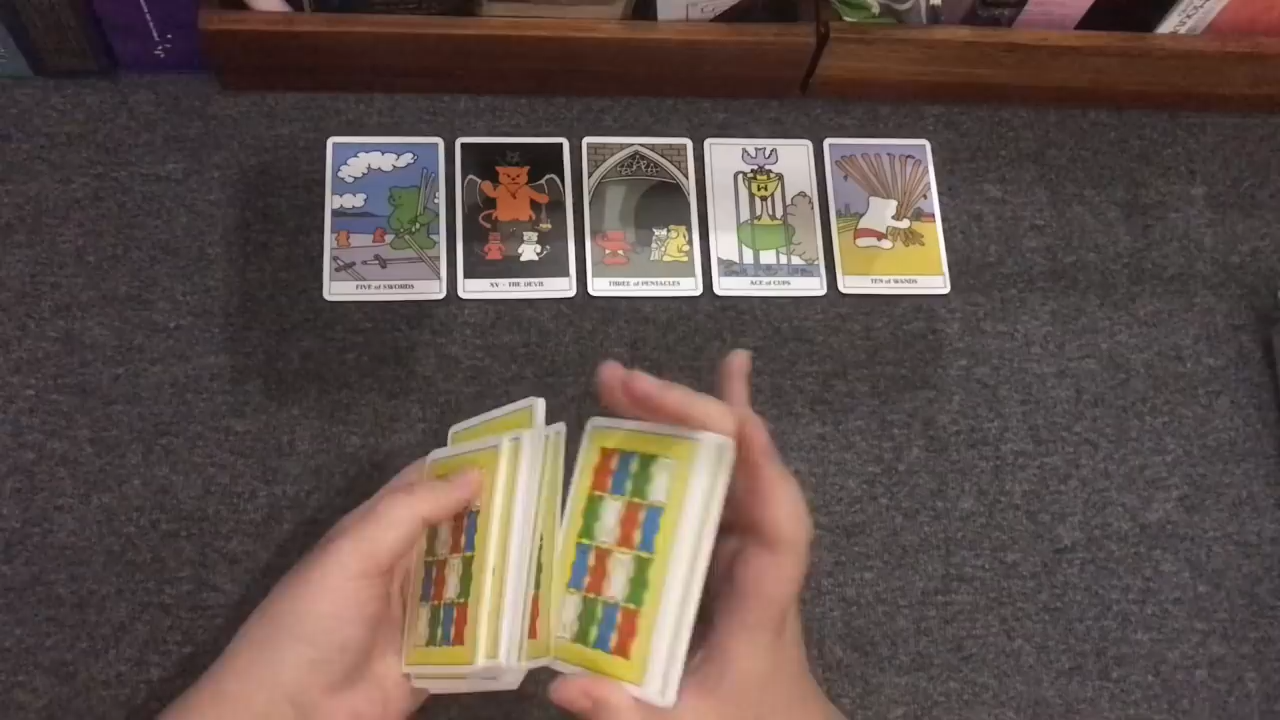 FIVE of SWORDS
XV - THE DEVIL
THREE of PENTACLES
ACE of CUPS
TEN of WANDS